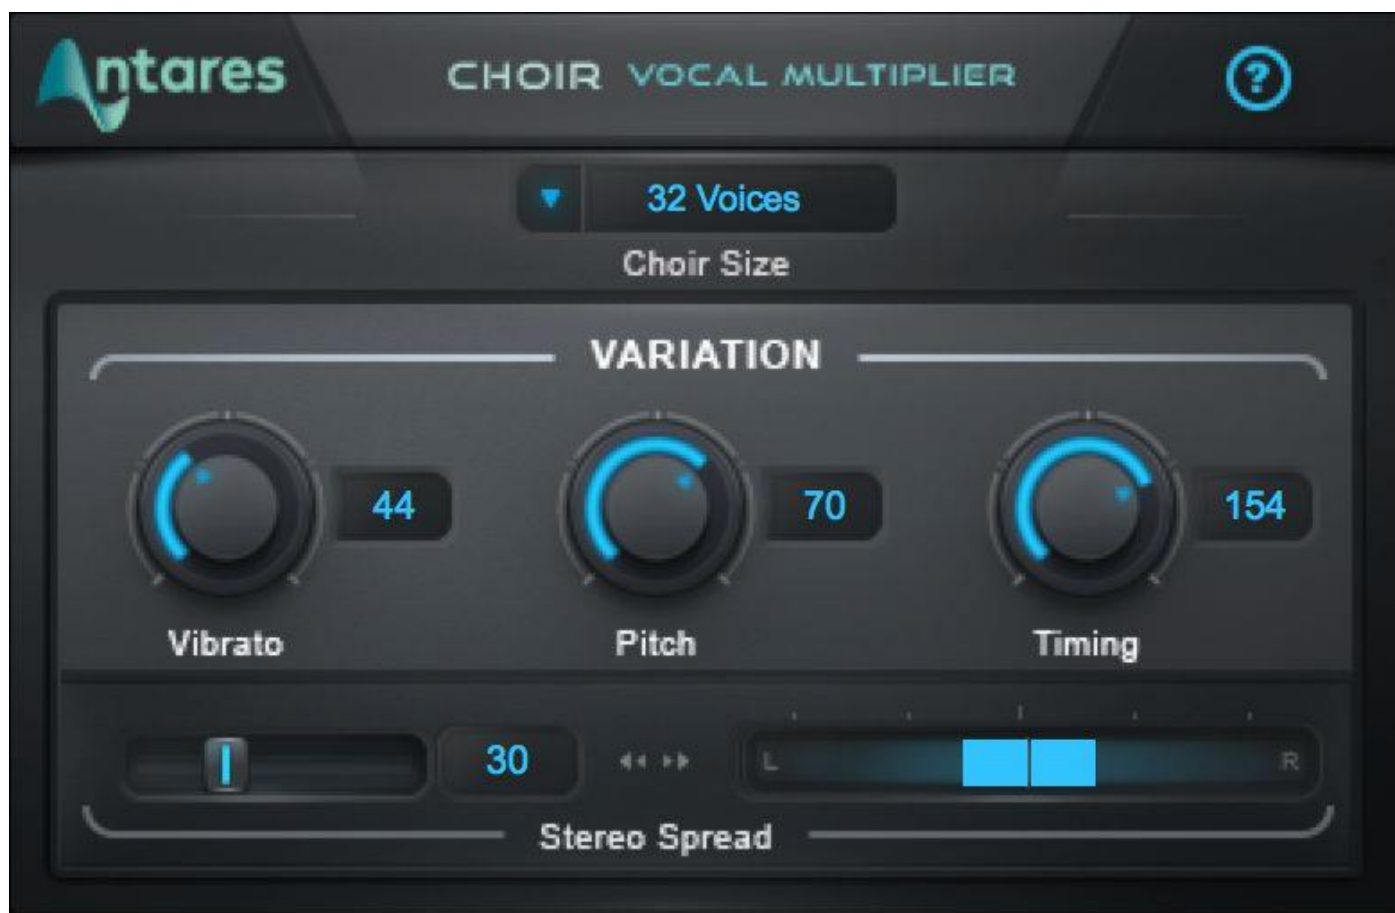 Antares
CHOIR VOCAL MULTIPLIER
?
32 Voices
Choir Size
VARIATION
44
70
154
Vibrato
Pitch
Timing
30
L
R
Stereo Spread